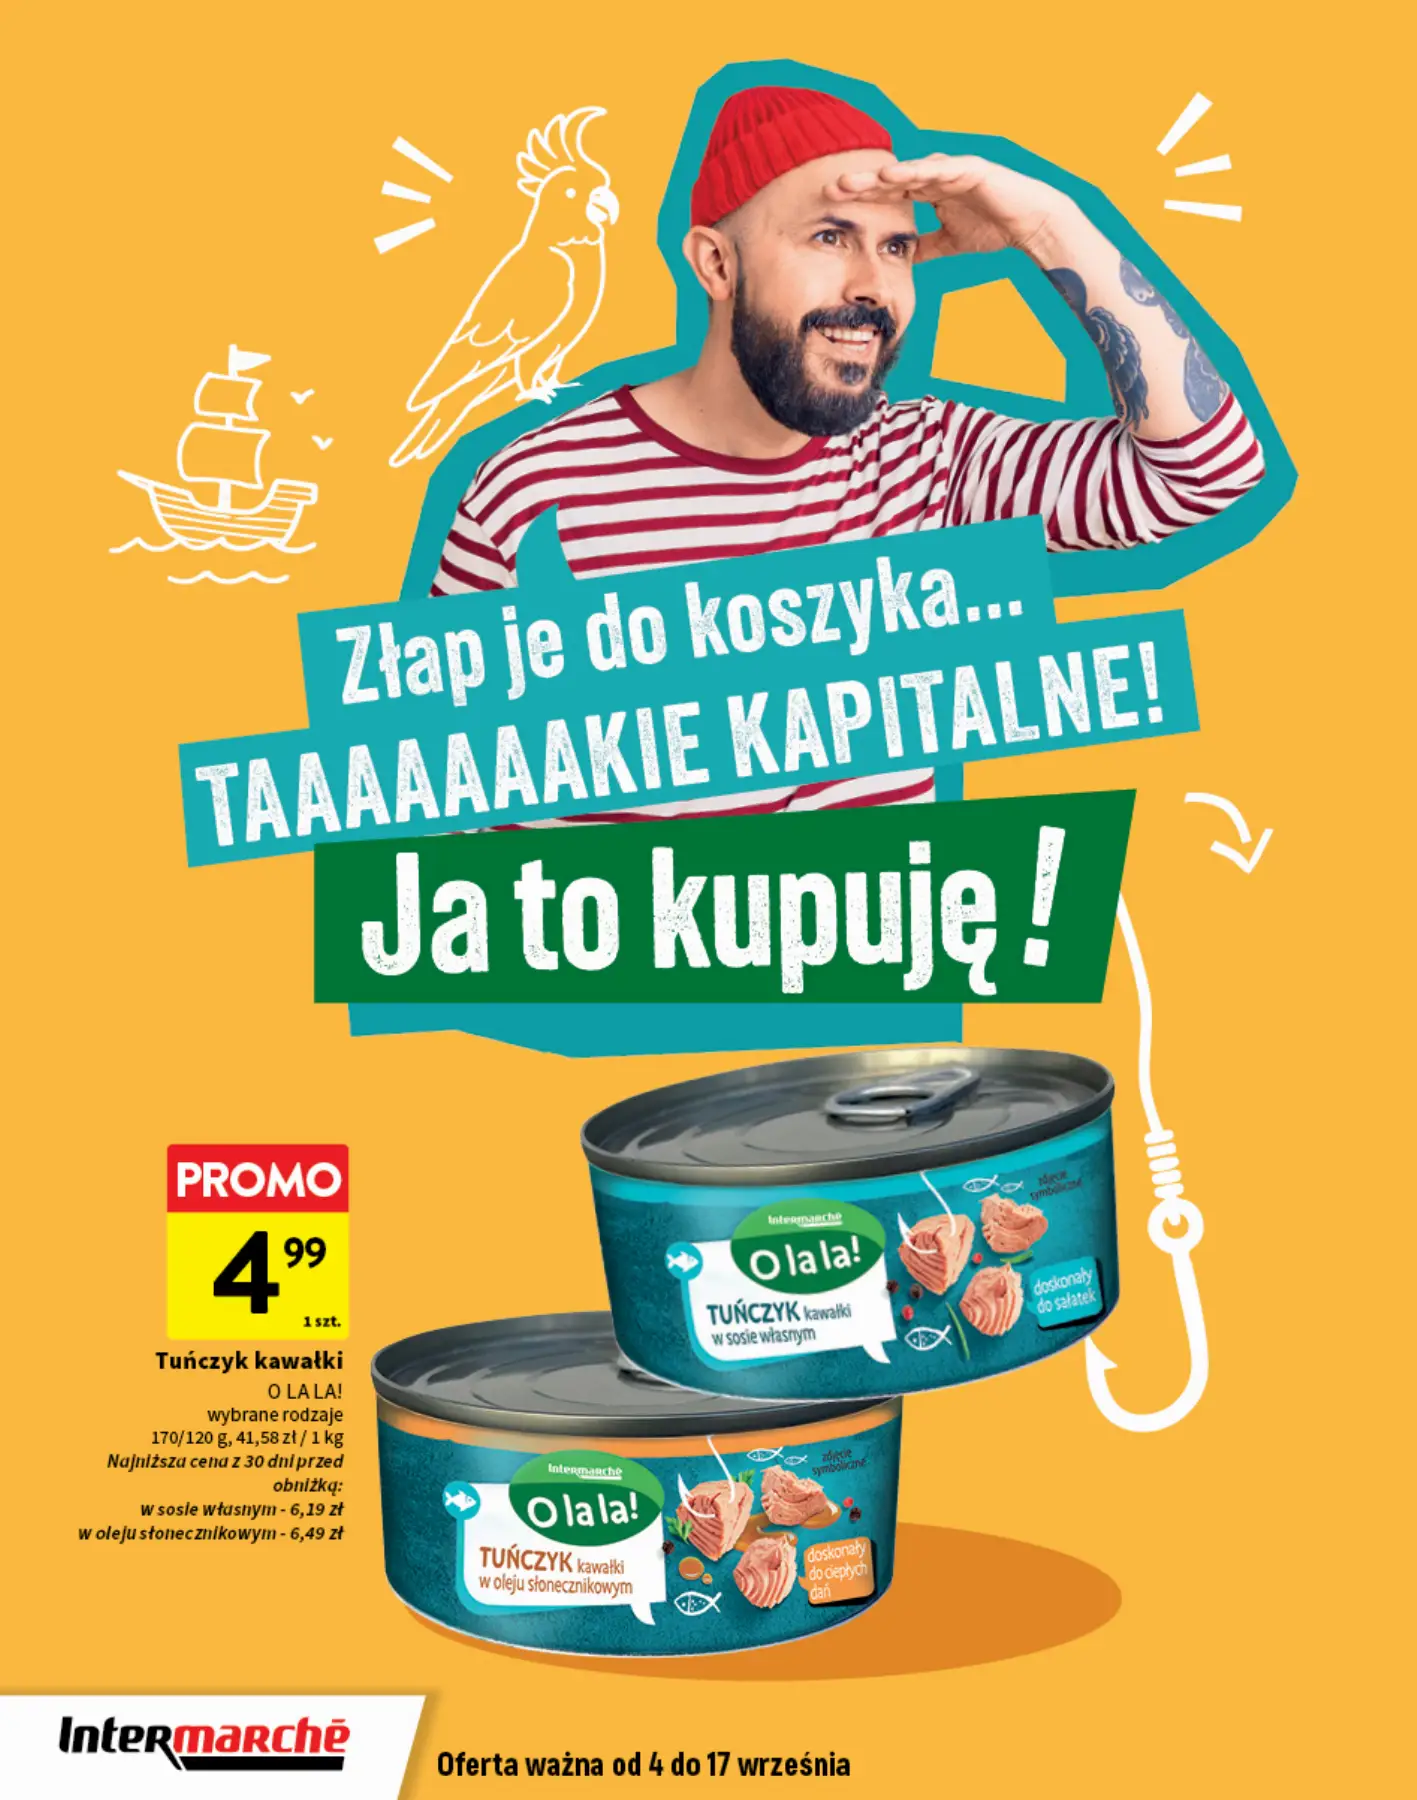 Złap je do koszyka...
TAAAAAAAKIE KAPITALNE!
Ja to kupuję!
PROMO
4 99
1 szt.
Tuńczyk kawałki
O LA LA!
wybrane rodzaje
170/120 g, 41,58 zł / 1 kg
Najniższa cena z 30 dni przed
obniżką:
w sosie własnym - 6,19 zł
w oleju słonecznikowym - 6,49 zł
zdjęcie
symboliczne
Intermarché
O la la!
TUŃCZYK kawałki
w sosie własnym
doskonały
do sałatek
zdjęcie
symboliczne
Intermarché
O la la!
TUŃCZYK kawałki
w oleju słonecznikowym
doskonały
do ciepłych
dań
Intermarchē
Oferta ważna od 4 do 17 września